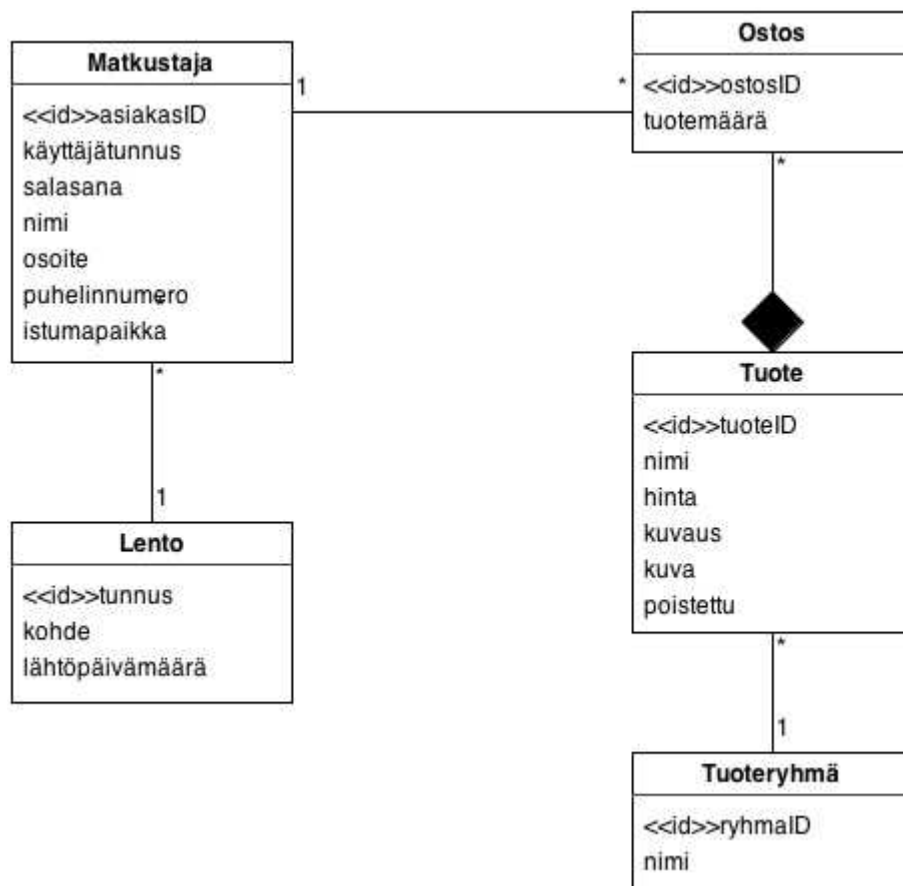 Matkustaja
<<id>>asiakasID
käyttäjätunnus
salasana
nimi
osoite
puhelinnumero
*
istumapaikka
1
*
Ostos
<<id>>ostosID
tuotemäärä
*
*
1
Lento
<<id>>tunnus
kohde
lähtöpäivämäärä
Tuote
<<id>>tuoteID
nimi
hinta
kuvaus
kuva
poistettu
*
1
Tuoteryhmä
<<id>>ryhmaID
nimi